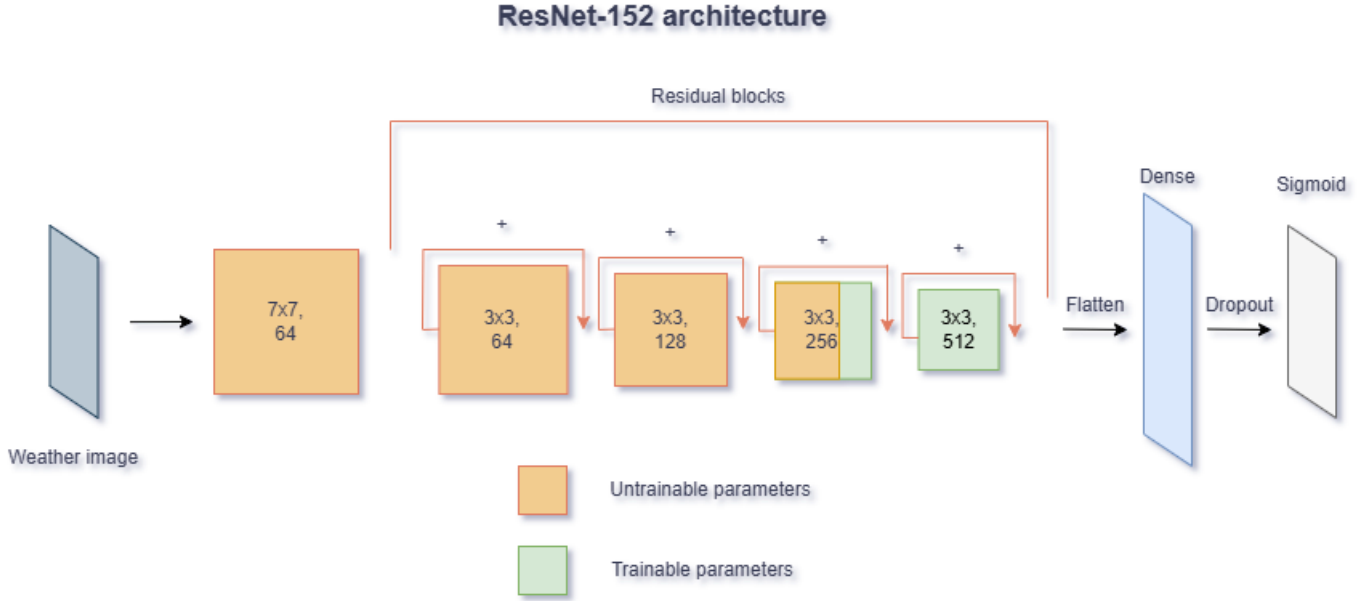 ResNet-152 architecture
Residual blocks
Dense
Sigmoid
+
+
+
+
7x7,
64
3x3,
64
3x3,
128
3x3,
256
3x3,
512
Flatten
Dropout
Weather image
Untrainable parameters
Trainable parameters